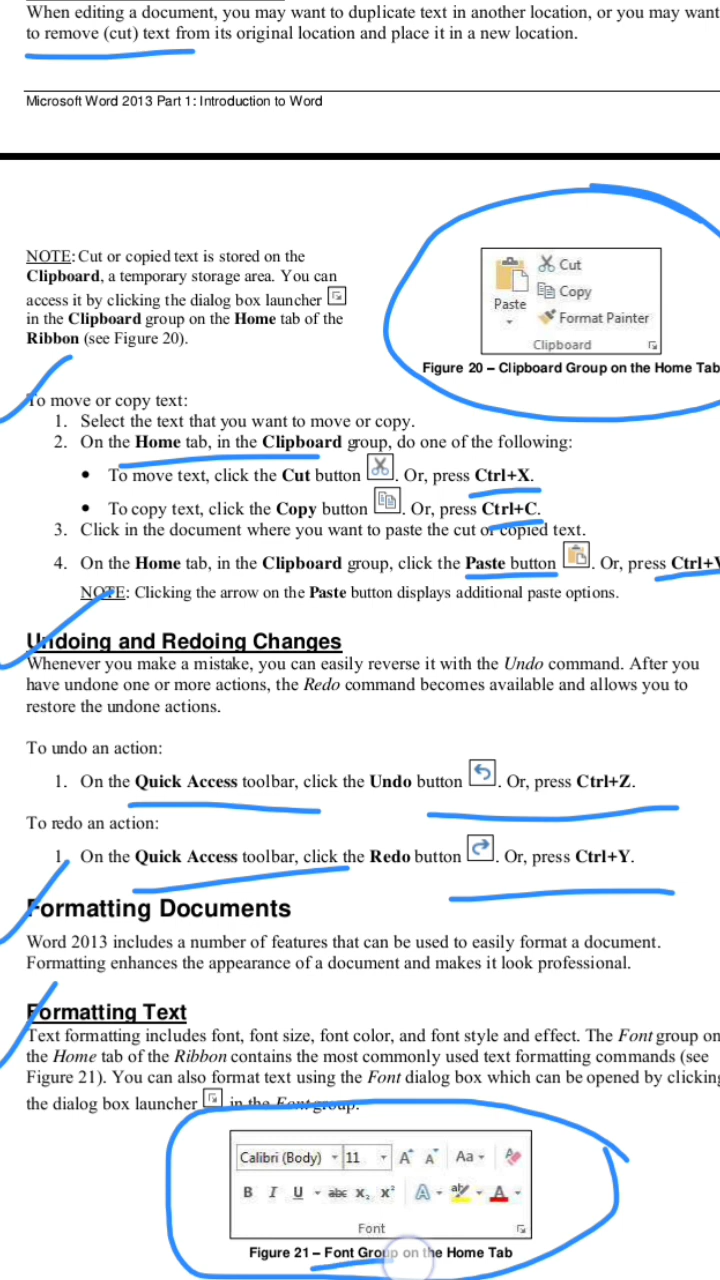 When editing a document, you may want to duplicate text in another location, or you may want
to remove (cut) text from its original location and place it in a new location.
Microsoft Word 2013 Part 1: Introduction to Word
NOTE: Cut or copied text is stored on the
Clipboard, a temporary storage area. You can
access it by clicking the dialog box launcher
in the Clipboard group on the Home tab of the
Ribbon (see Figure 20).
Cut
Copy
Paste
Format Painter
Clipboard
Figure 20 – Clipboard Group on the Home Tab
To move or copy text:
1. Select the text that you want to move or copy.
2. On the Home tab, in the Clipboard group, do one of the following:
• To move text, click the Cut button . Or, press Ctrl+X.
• To copy text, click the Copy button . Or, press Ctrl+C.
3. Click in the document where you want to paste the cut or copied text.
4. On the Home tab, in the Clipboard group, click the Paste button . Or, press Ctrl+V
NOTE: Clicking the arrow on the Paste button displays additional paste options.
Undoing and Redoing Changes
Whenever you make a mistake, you can easily reverse it with the Undo command. After you
have undone one or more actions, the Redo command becomes available and allows you to
restore the undone actions.
To undo an action:
1. On the Quick Access toolbar, click the Undo button . Or, press Ctrl+Z.
To redo an action:
1. On the Quick Access toolbar, click the Redo button . Or, press Ctrl+Y.
Formatting Documents
Word 2013 includes a number of features that can be used to easily format a document.
Formatting enhances the appearance of a document and makes it look professional.
Formatting Text
Text formatting includes font, font size, font color, and font style and effect. The Font group on
the Home tab of the Ribbon contains the most commonly used text formatting commands (see
Figure 21). You can also format text using the Font dialog box which can be opened by clicking
the dialog box launcher in the Font group.
Calibri (Body) 11 A A Aa A
B I U abc X₂ X² A ab A
Font
Figure 21 – Font Group on the Home Tab